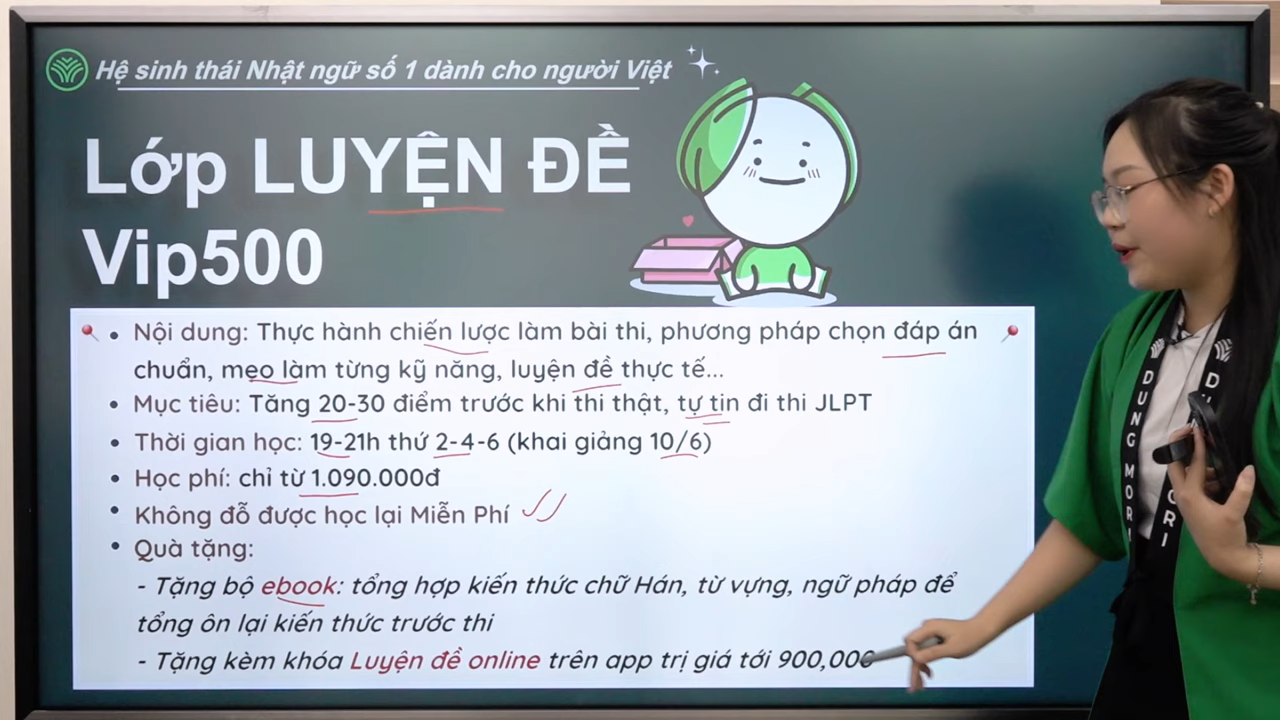 Hệ sinh thái Nhật ngữ số 1 dành cho người Việt
Lớp LUYỆN ĐỀ
Vip500
• Nội dung: Thực hành chiến lược làm bài thi, phương pháp chọn đáp án
chuẩn, mẹo làm từng kỹ năng, luyện đề thực tế...
• Mục tiêu: Tăng 20-30 điểm trước khi thi thật, tự tin đi thi JLPT
• Thời gian học: 19-21h thứ 2-4-6 (khai giảng 10/6)
• Học phí: chỉ từ 1.090.000đ
• Không đỗ được học lại Miễn Phí
• Quà tặng:
- Tặng bộ ebook: tổng hợp kiến thức chữ Hán, từ vựng, ngữ pháp để
tổng ôn lại kiến thức trước thi
- Tặng kèm khóa Luyện đề online trên app trị giá tới 900,000
DUNG MORI